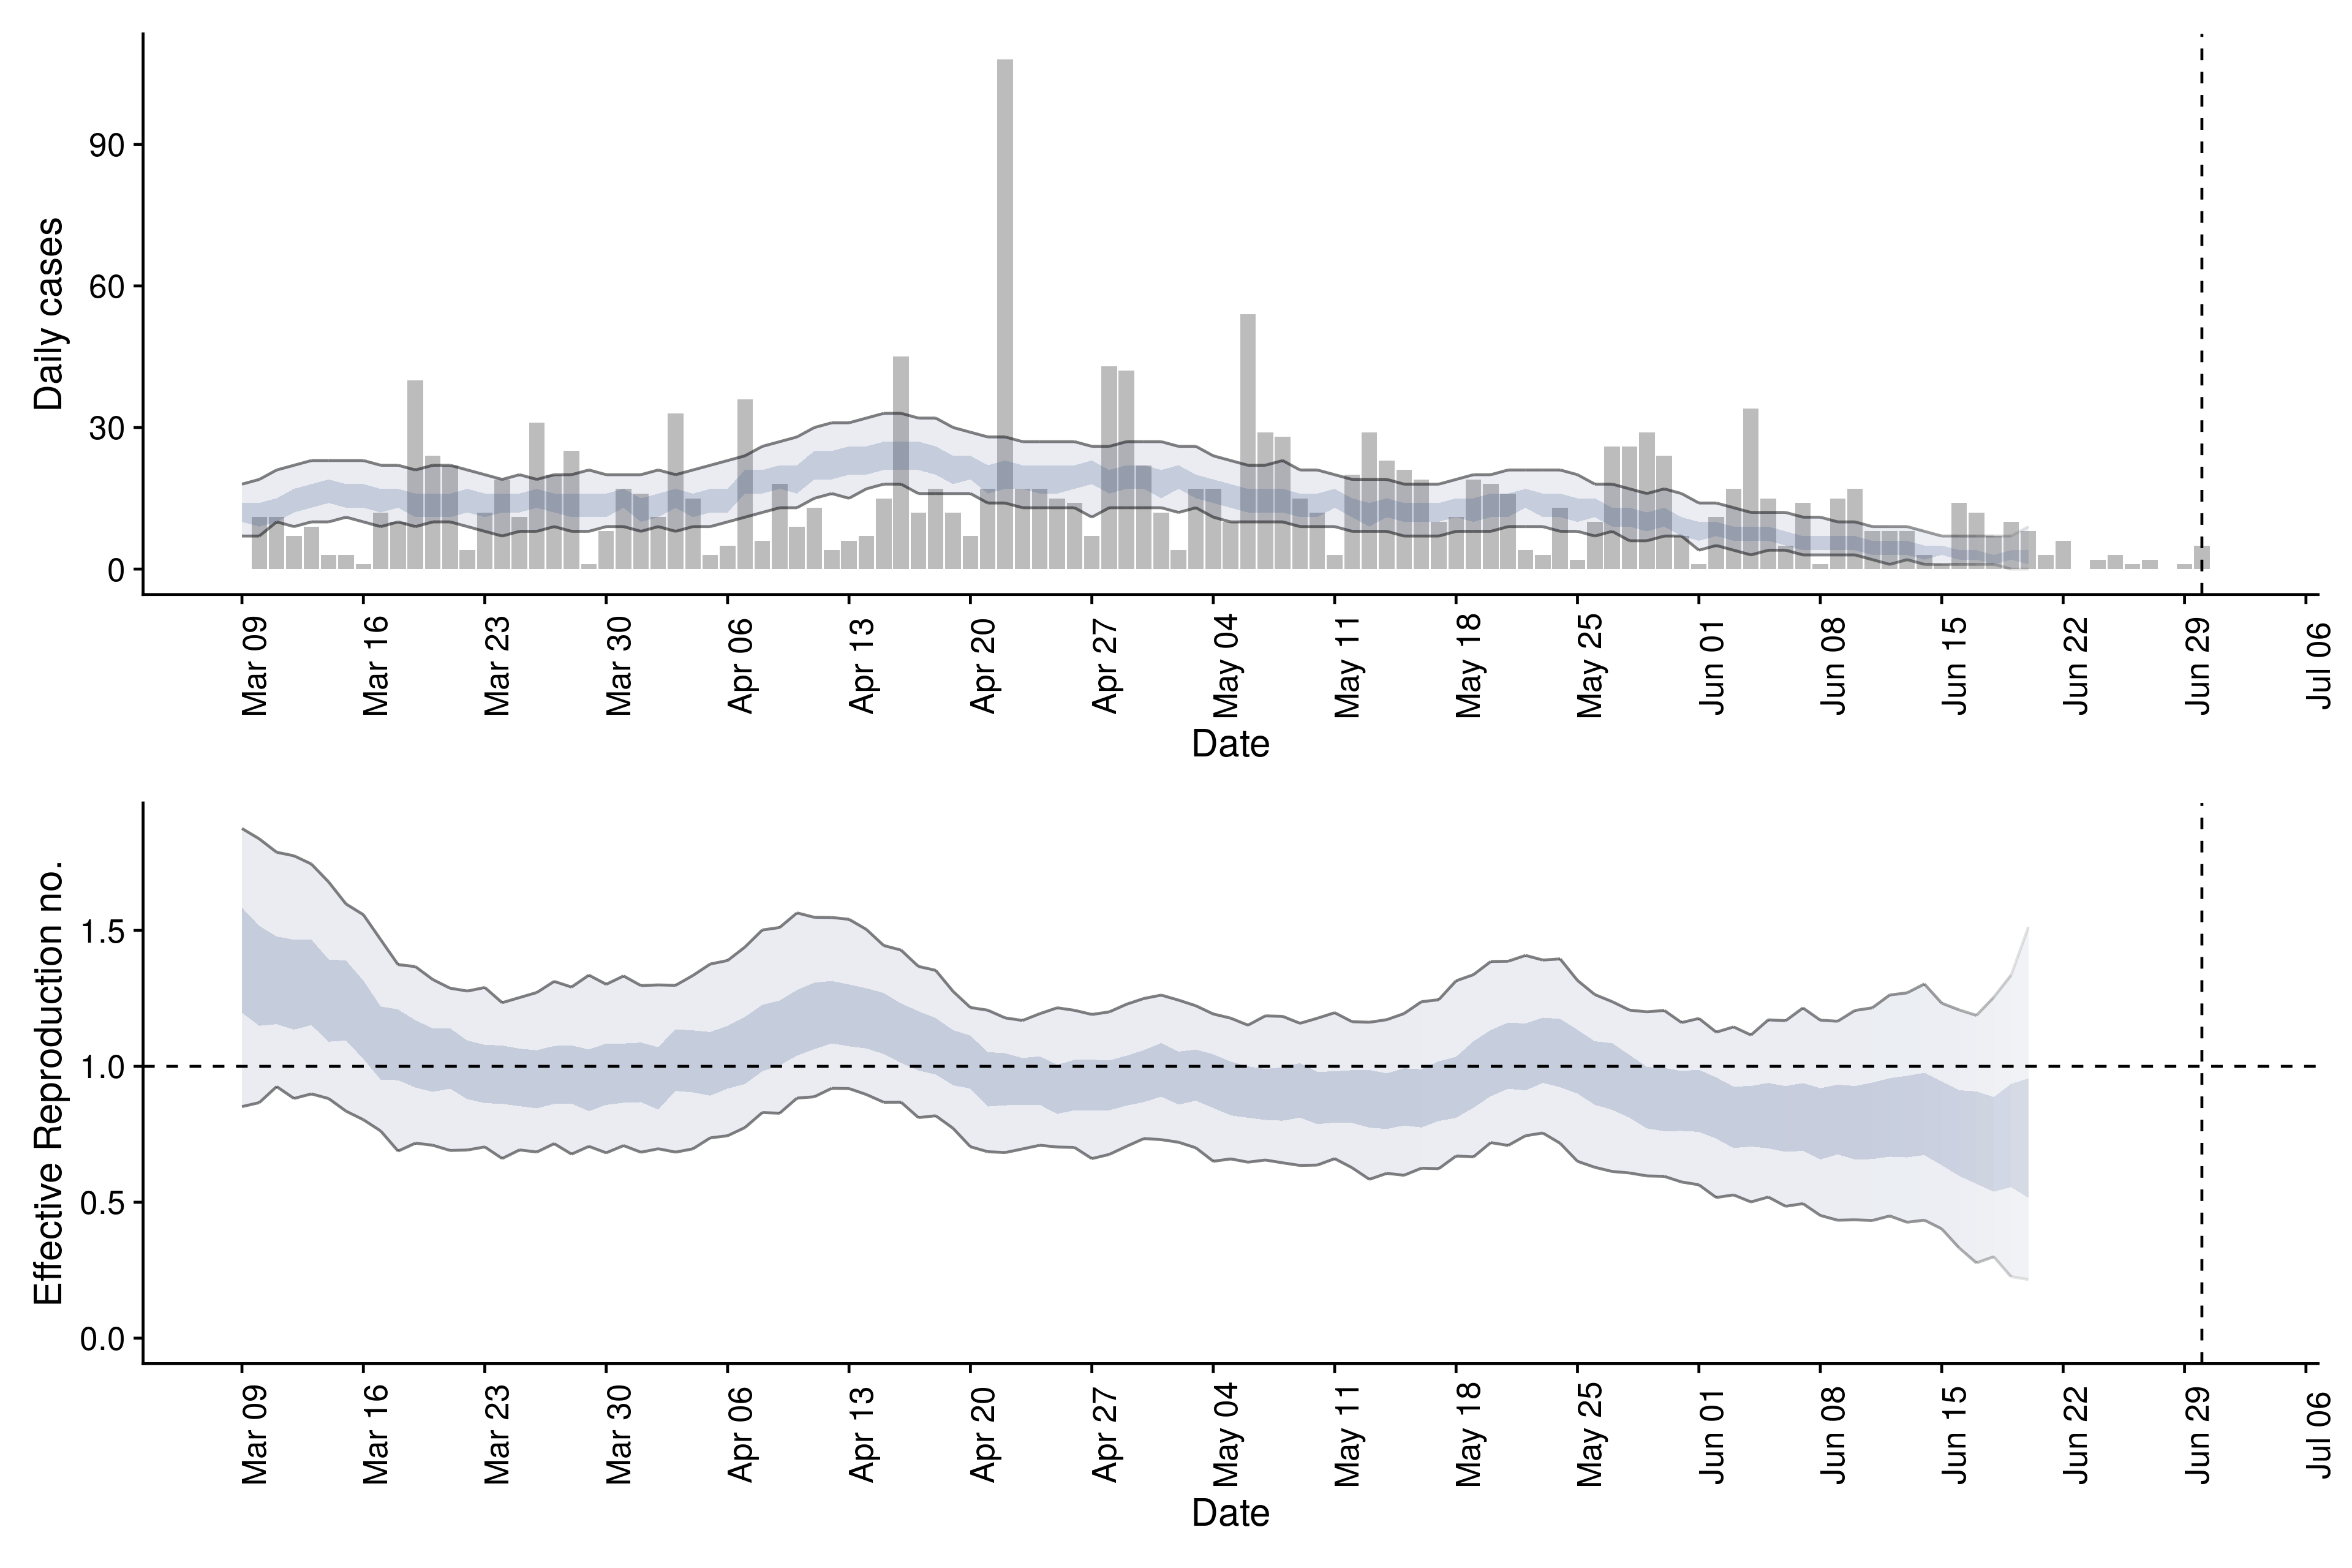 Daily cases
90
60
30
0
Mar 09
Mar 16
Mar 23
Mar 30
Apr 06
Apr 13
Apr 20
Apr 27
May 04
May 11
May 18
May 25
Jun 01
Jun 08
Jun 15
Jun 22
Jun 29
Jul 06
Date
Effective Reproduction no.
1.5
1.0
0.5
0.0
Mar 09
Mar 16
Mar 23
Mar 30
Apr 06
Apr 13
Apr 20
Apr 27
May 04
May 11
May 18
May 25
Jun 01
Jun 08
Jun 15
Jun 22
Jun 29
Jul 06
Date